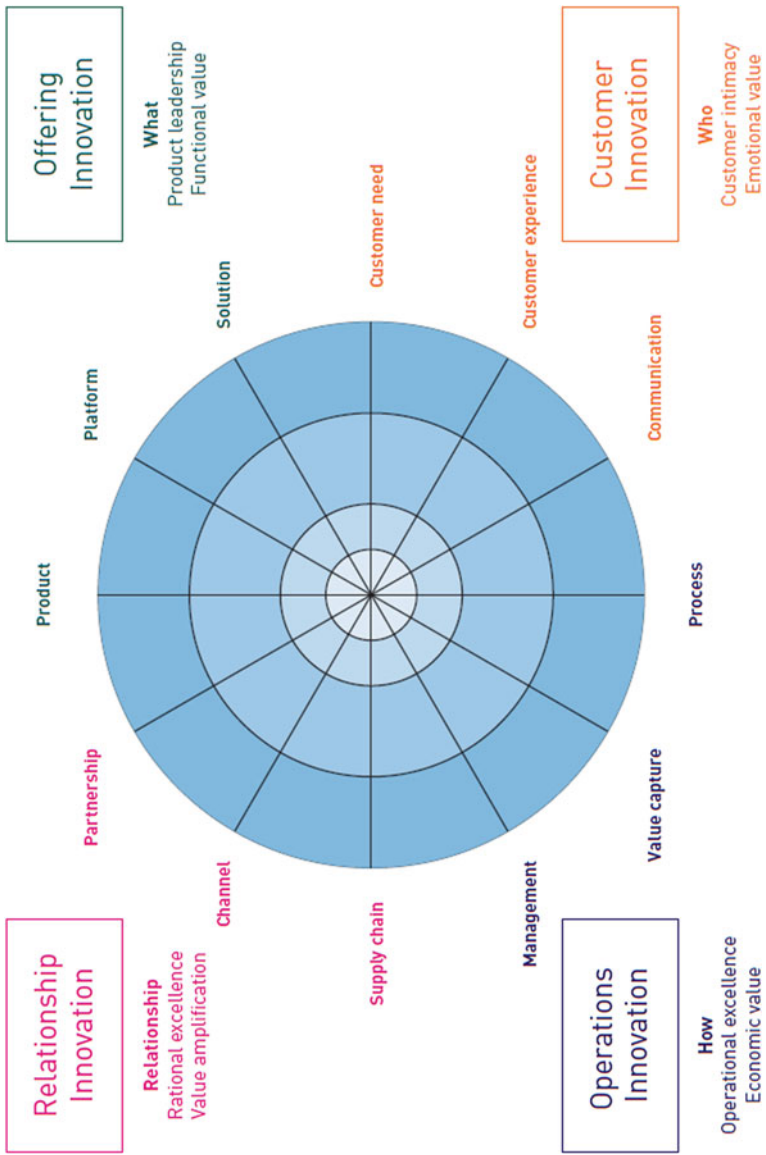 Relationship
Innovation
Relationship
Rational excellence
Value amplification
Offering
Innovation
What
Product leadership
Functional value
Product
Platform
Solution
Customer need
Customer experience
Communication
Process
Value capture
Management
Supply chain
Channel
Partnership
Operations
Innovation
How
Operational excellence
Economic value
Customer
Innovation
Who
Customer intimacy
Emotional value